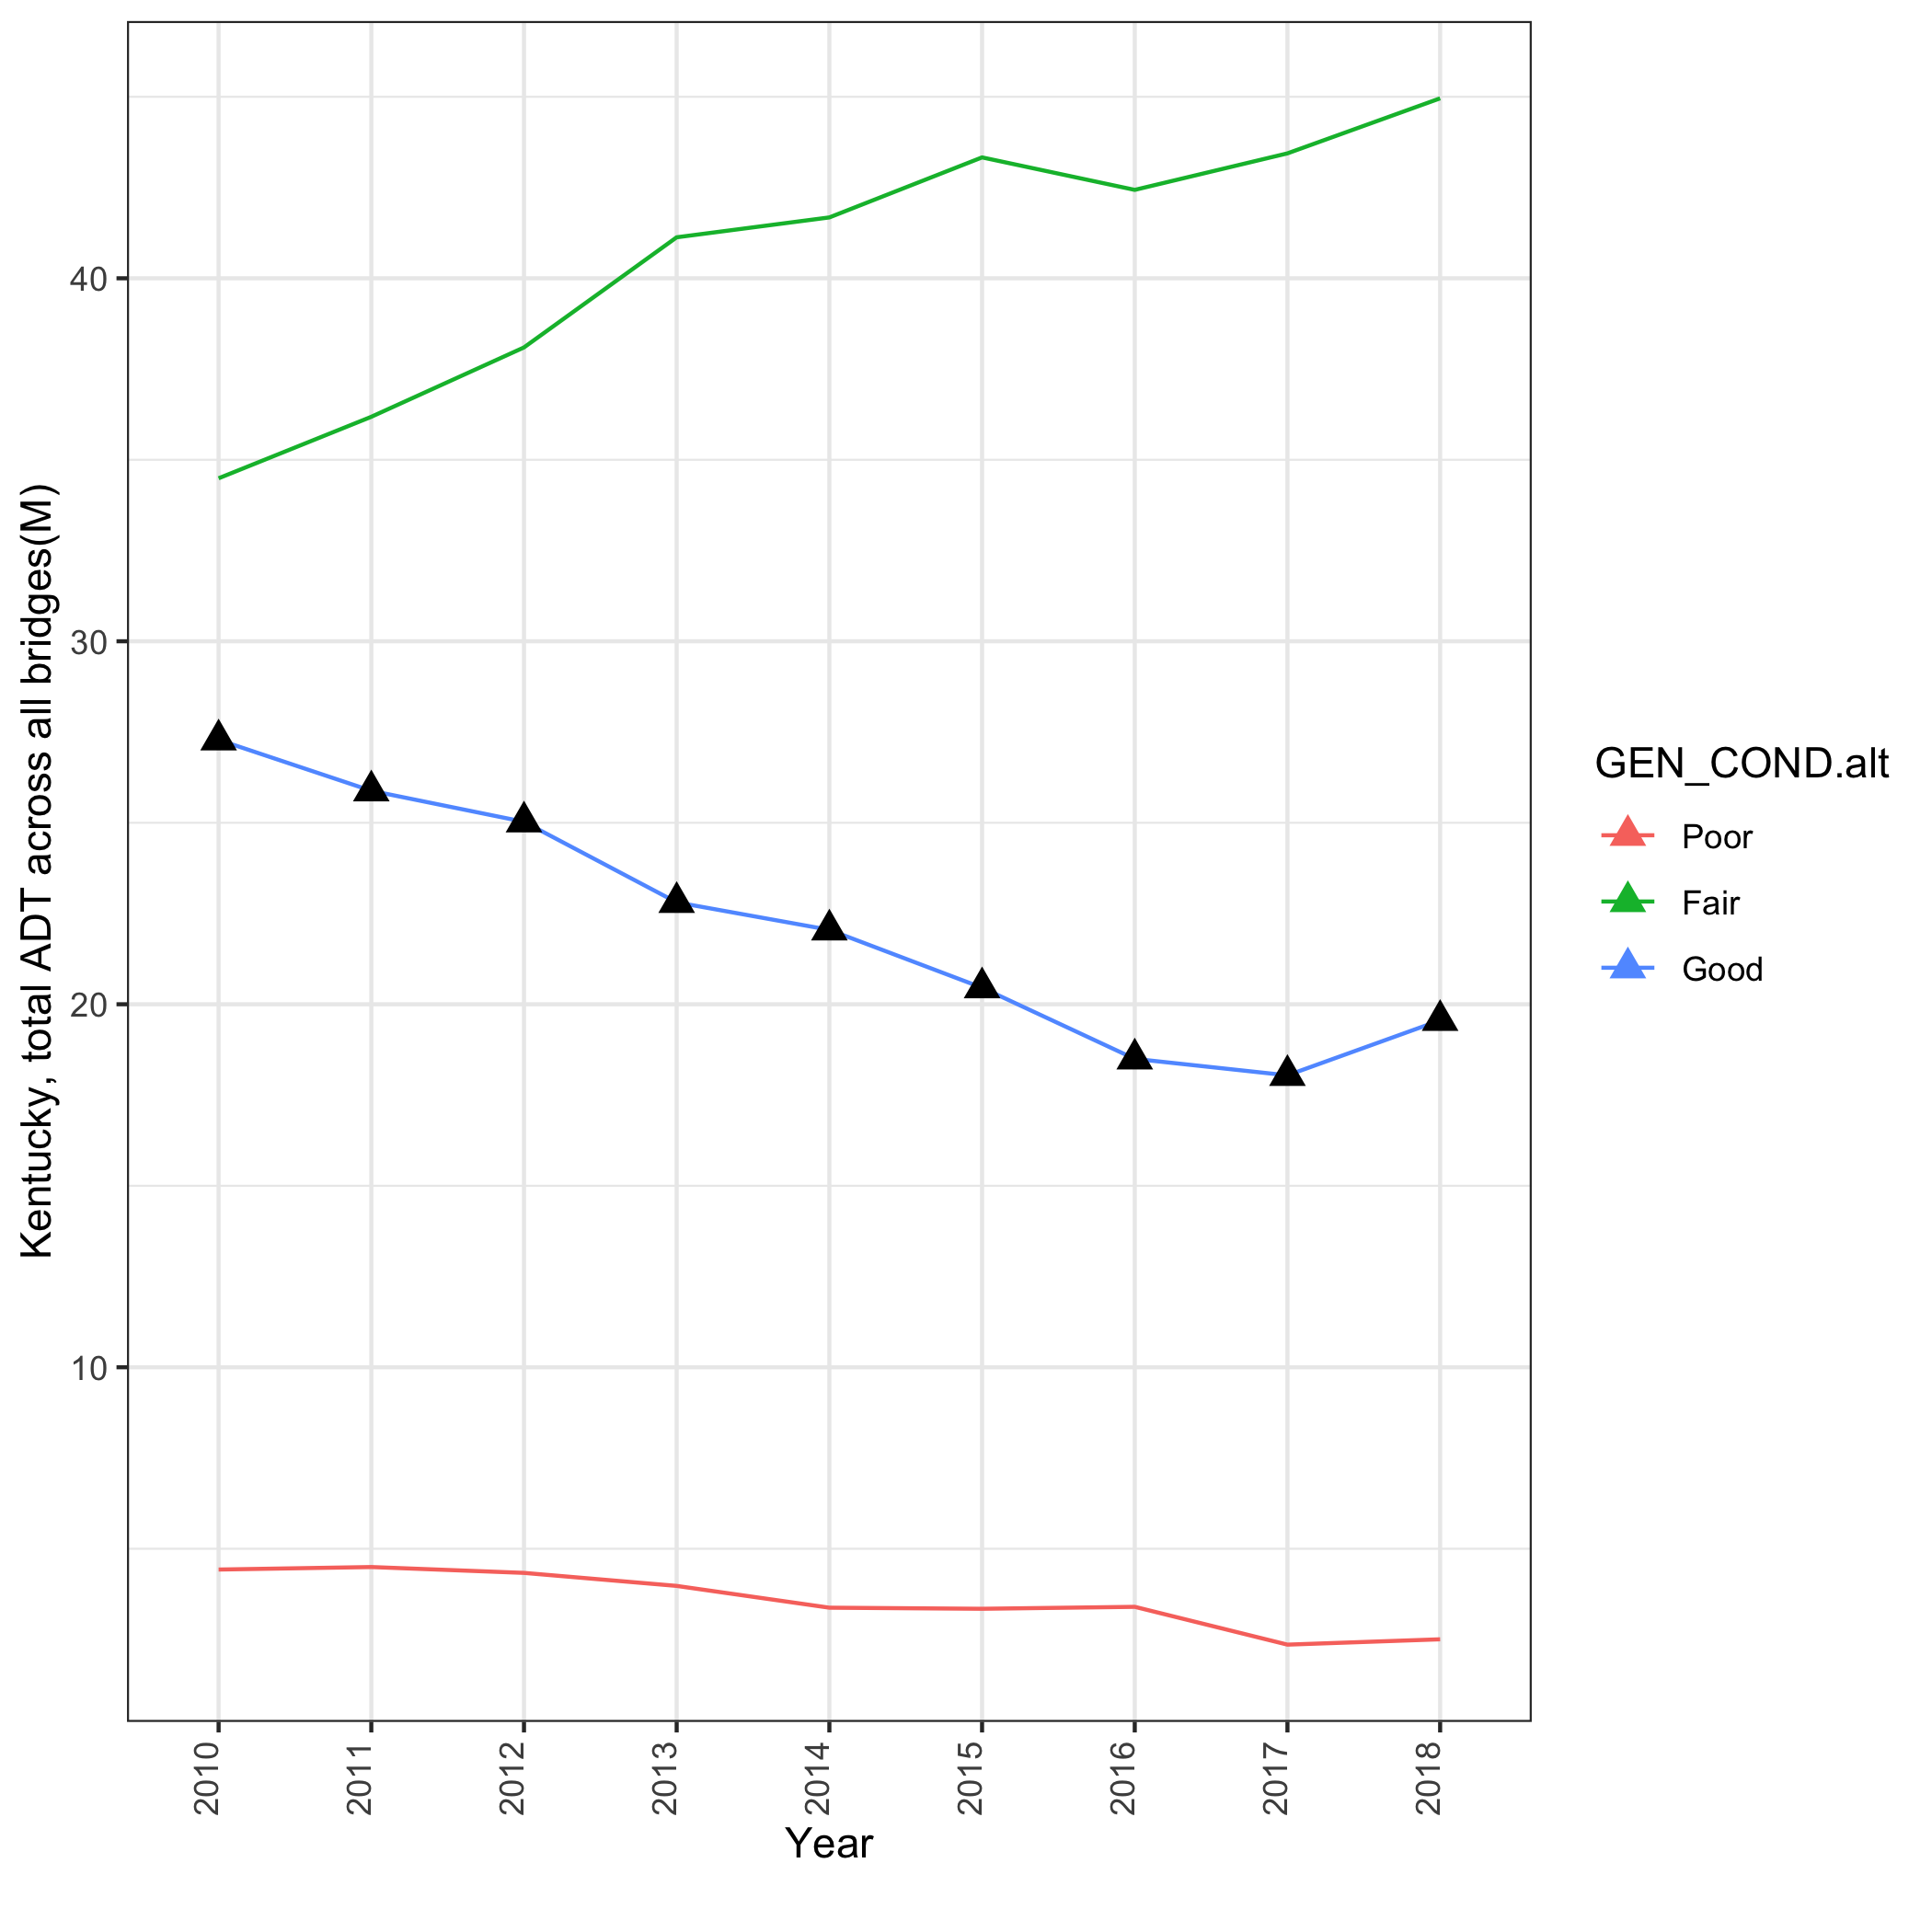 Kentucky, total ADT across all bridges(M)
40
30
20
10
2010
2011
2012
2013
2014
2015
2016
2017
2018
Year
GEN_COND.alt
Poor
Fair
Good